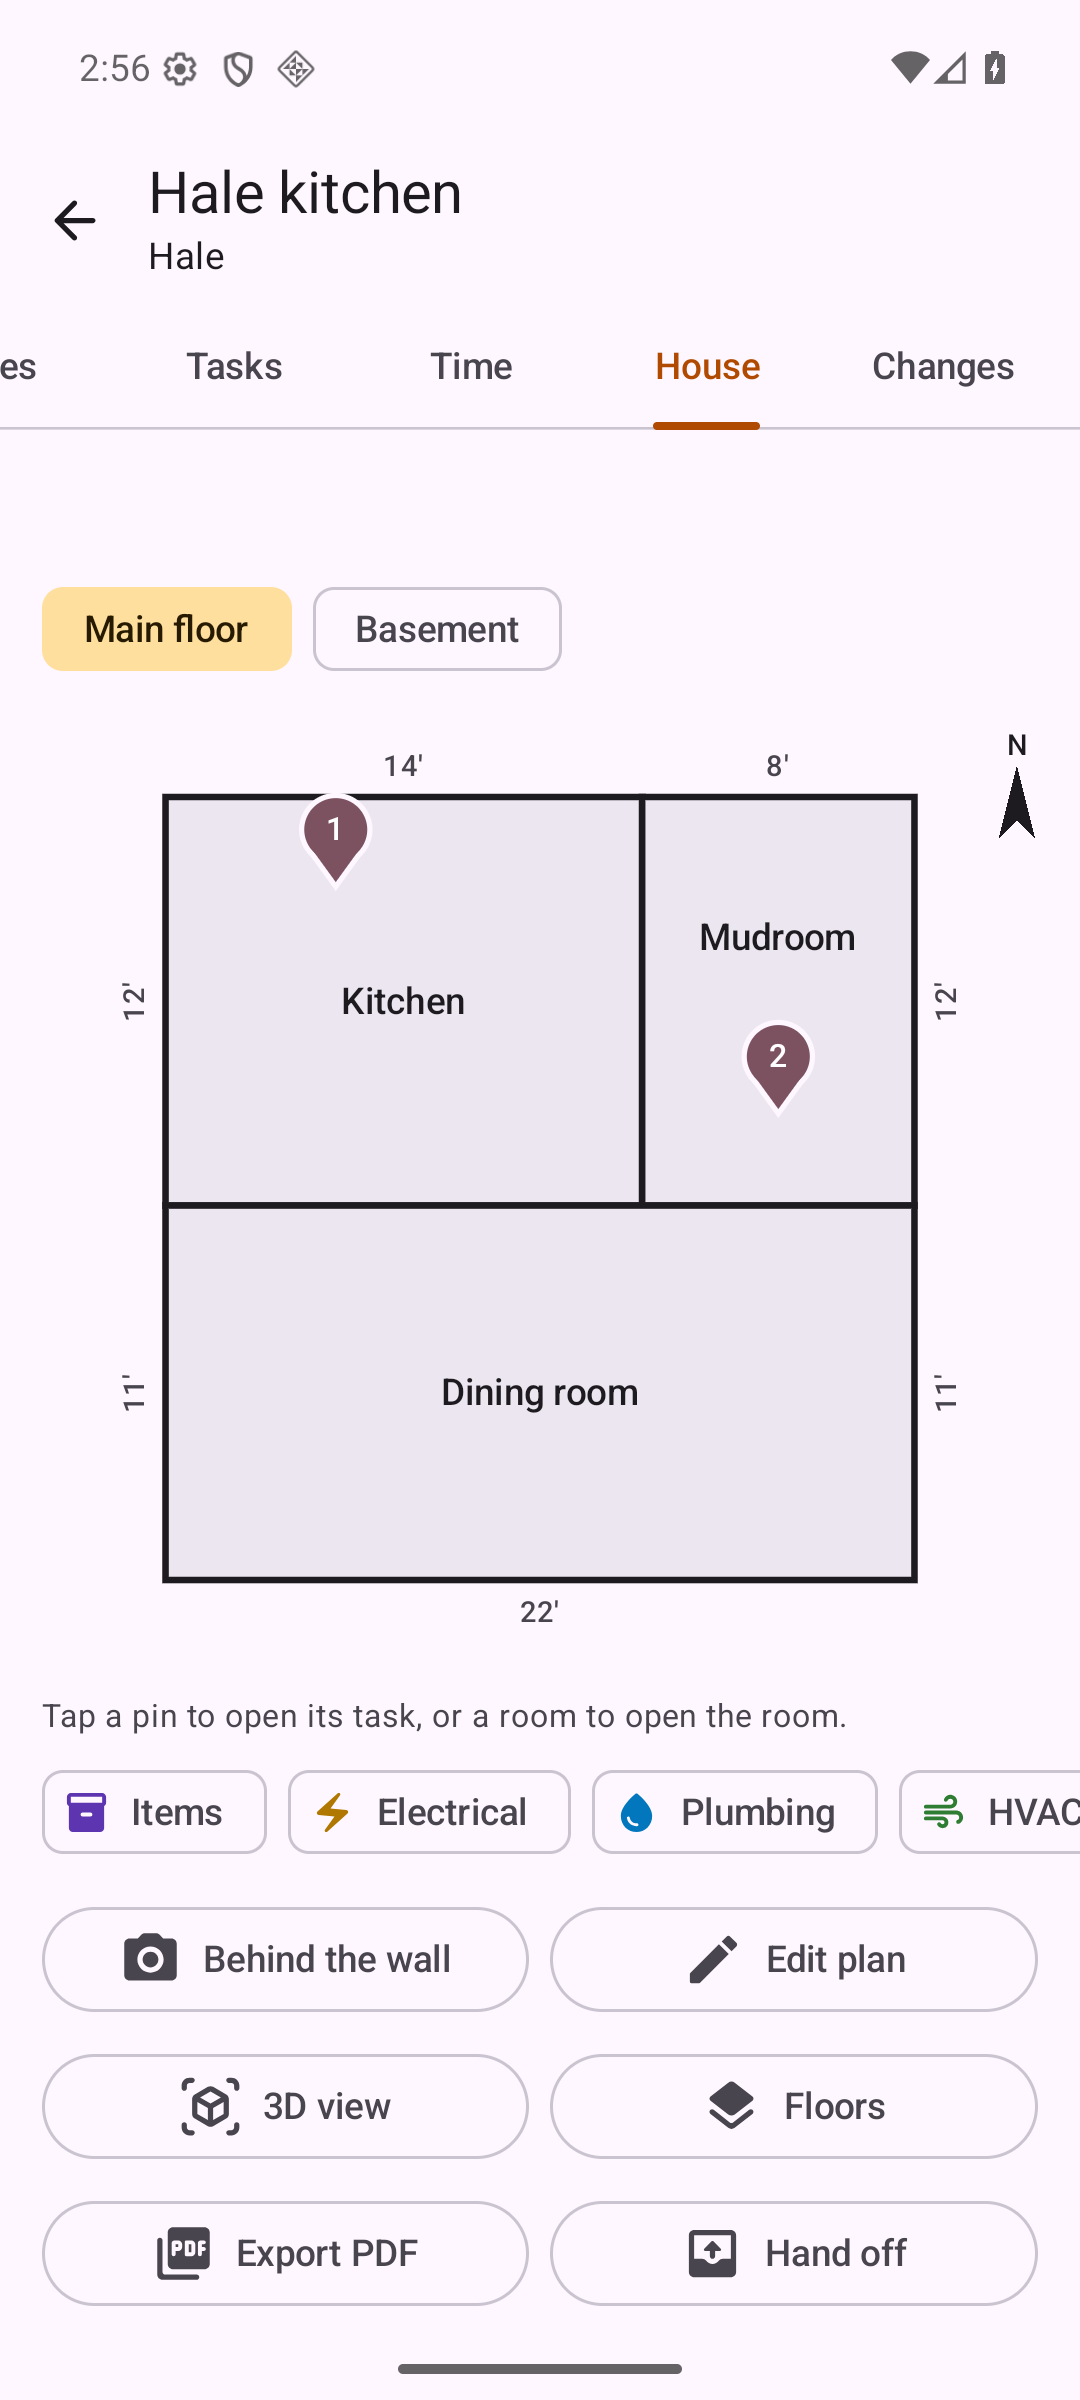 2:56
Hale kitchen
Hale
es Tasks Time House Changes
Main floor Basement
N
14' 8'
1
Mudroom
Kitchen
12' 12'
2
Dining room
11' 11'
22'
Tap a pin to open its task, or a room to open the room.
Items Electrical Plumbing HVAC
Behind the wall Edit plan
3D view Floors
PDF Export PDF Hand off